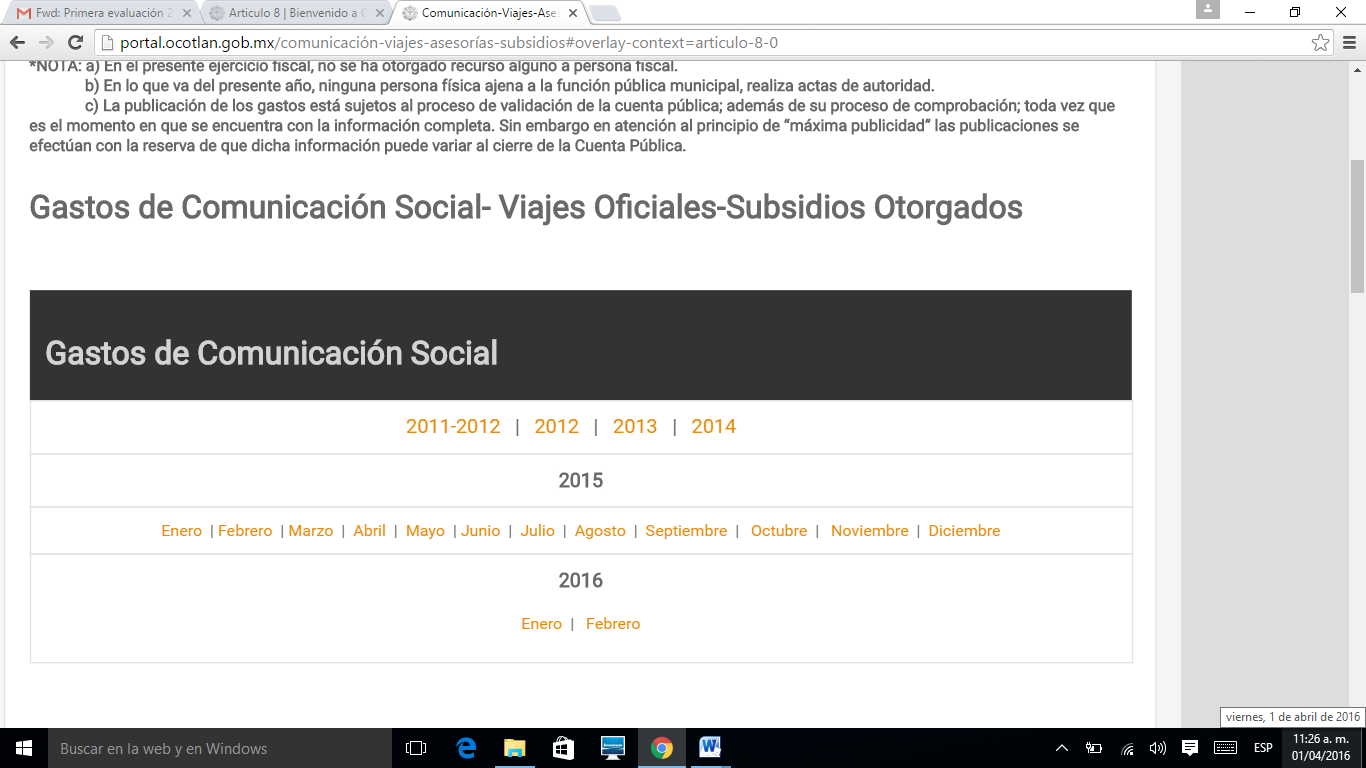 Fwd: Primera evaluación 2
Articulo 8 | Bienvenido a G
Comunicación-Viajes-Ases
portal.ocotlan.gob.mx/comunicación-viajes-asesorías-subsidios#overlay-context=articulo-8-0
*NOTA: a) En el presente ejercicio fiscal, no se ha otorgado recurso alguno a persona fiscal.
b) En lo que va del presente año, ninguna persona física ajena a la función pública municipal, realiza actas de autoridad.
c) La publicación de los gastos está sujetos al proceso de validación de la cuenta pública; además de su proceso de comprobación; toda vez que
es el momento en que se encuentra con la información completa. Sin embargo en atención al principio de “máxima publicidad” las publicaciones se
efectúan con la reserva de que dicha información puede variar al cierre de la Cuenta Pública.
Gastos de Comunicación Social- Viajes Oficiales-Subsidios Otorgados
Gastos de Comunicación Social
2011-2012 | 2012 | 2013 | 2014
2015
Enero | Febrero | Marzo | Abril | Mayo | Junio | Julio | Agosto | Septiembre | Octubre | Noviembre | Diciembre
2016
Enero | Febrero
viernes, 1 de abril de 2016
Buscar en la web y en Windows
ESP
11:26 a. m.
01/04/2016